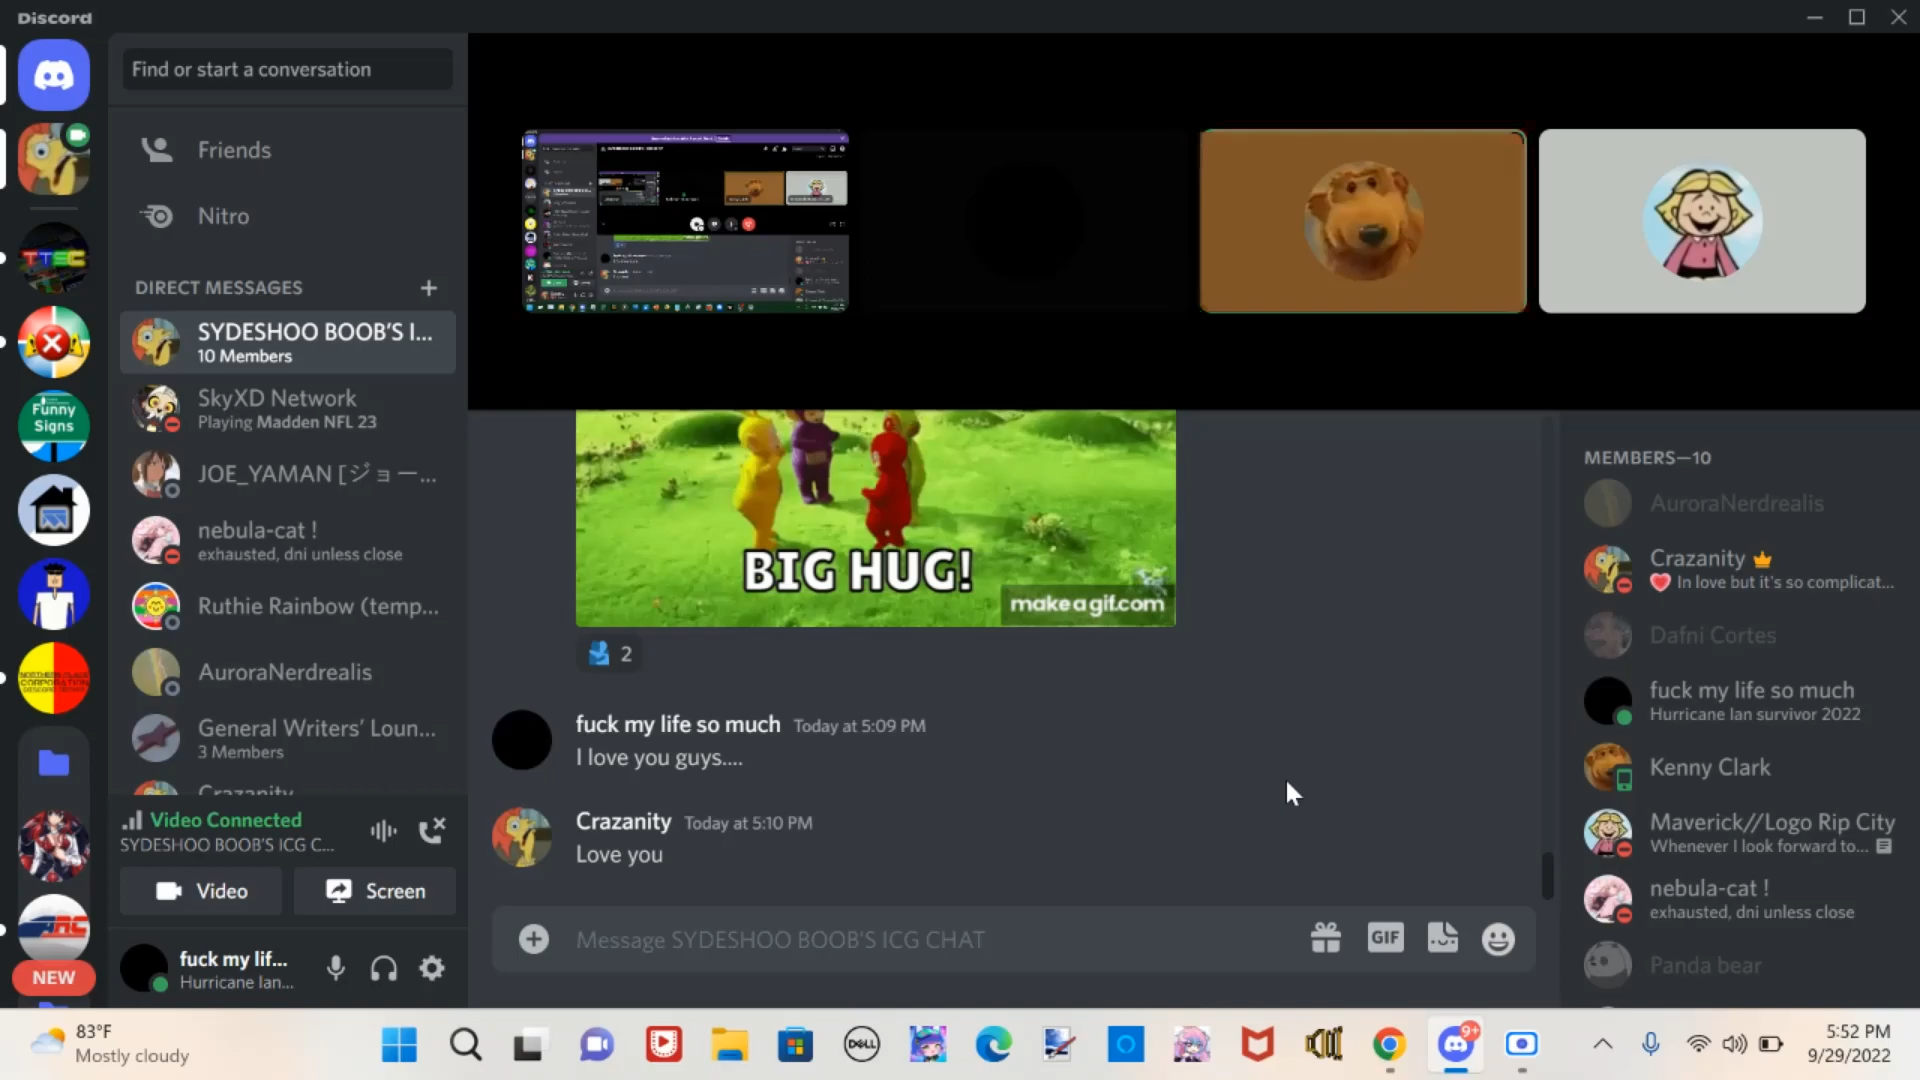 Discord
Find or start a conversation
Friends
Nitro
DIRECT MESSAGES
SYDESHOO BOOB'S I...
10 Members
SkyXD Network
Playing Madden NFL 23
JOE_YAMAN [ジョー...
nebula-cat !
exhausted, dni unless close
Ruthie Rainbow (temp...
AuroraNerdrealis
General Writers' Loun...
3 Members
Crazanity
Video Connected
SYDESHOO BOOB'S ICG C...
Video
Screen
fuck my lif...
Hurricane Ian...
TTEC
Funny
Signs
NEW
BIG HUG!
makeagif.com
2
fuck my life so much Today at 5:09 PM
I love you guys....
Crazanity Today at 5:10 PM
Love you
Message SYDESHOO BOOB'S ICG CHAT
GIF
MEMBERS—10
AuroraNerdrealis
Crazanity
In love but it's so complicat...
Dafni Cortes
fuck my life so much
Hurricane Ian survivor 2022
Kenny Clark
Maverick//Logo Rip City
Whenever I look forward to...
nebula-cat !
exhausted, dni unless close
Panda bear
83°F
Mostly cloudy
DELL
9+
5:52 PM
9/29/2022